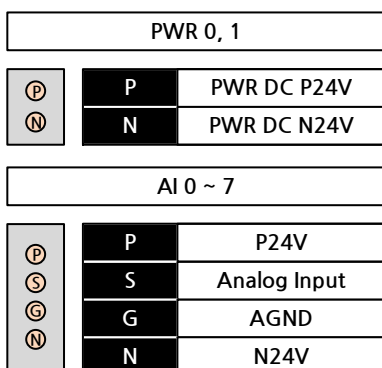 PWR 0, 1
P P PWR DC P24V
N N PWR DC N24V
AI 0 ~ 7
P P P24V
S S Analog Input
G G AGND
N N N24V